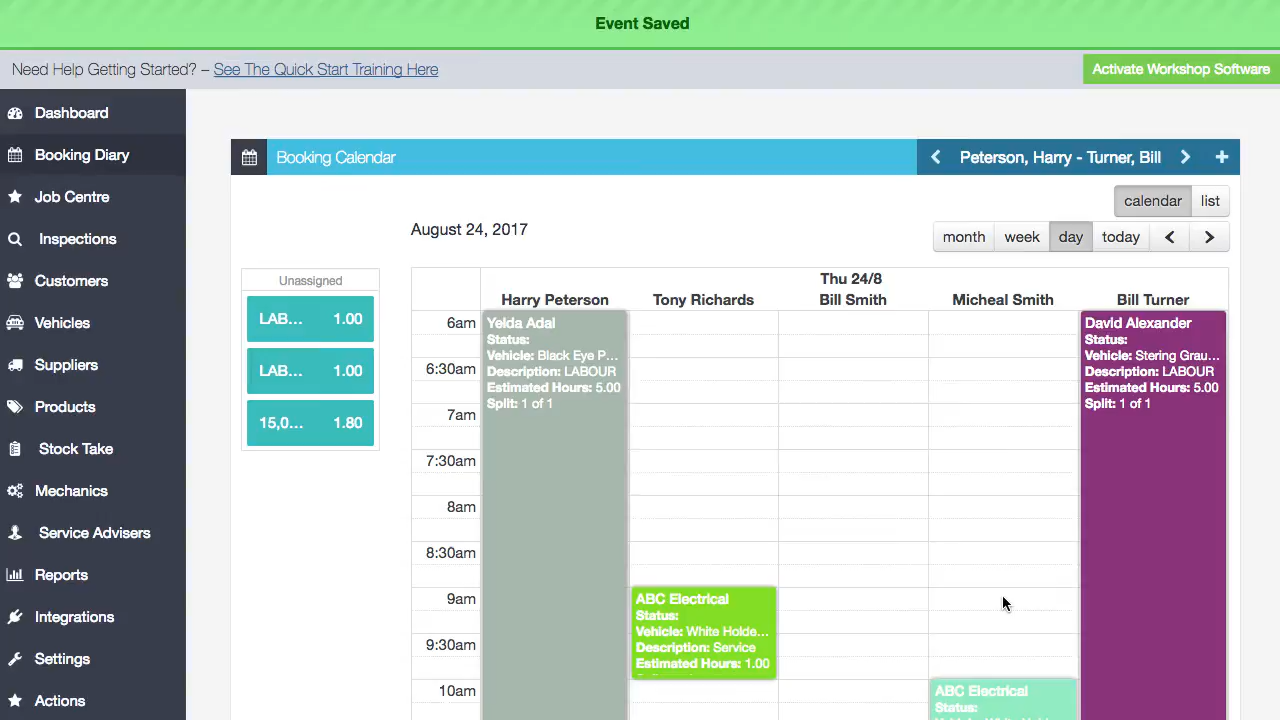 Event Saved
Need Help Getting Started? – See The Quick Start Training Here
Activate Workshop Software
Dashboard
Booking Diary
Job Centre
Inspections
Customers
Vehicles
Suppliers
Products
Stock Take
Mechanics
Service Advisers
Reports
Integrations
Settings
Actions
Booking Calendar
Peterson, Harry - Turner, Bill
calendar
list
August 24, 2017
month
week
day
today
Unassigned
LAB... 1.00
LAB... 1.00
15,0... 1.80
Thu 24/8
Harry Peterson
Tony Richards
Bill Smith
Micheal Smith
Bill Turner
6am
6:30am
7am
7:30am
8am
8:30am
9am
9:30am
10am
Yelda Adal
Status:
Vehicle: Black Eye P...
Description: LABOUR
Estimated Hours: 5.00
Split: 1 of 1
ABC Electrical
Status:
Vehicle: White Holde...
Description: Service
Estimated Hours: 1.00
ABC Electrical
Status:
David Alexander
Status:
Vehicle: Stering Grau...
Description: LABOUR
Estimated Hours: 5.00
Split: 1 of 1